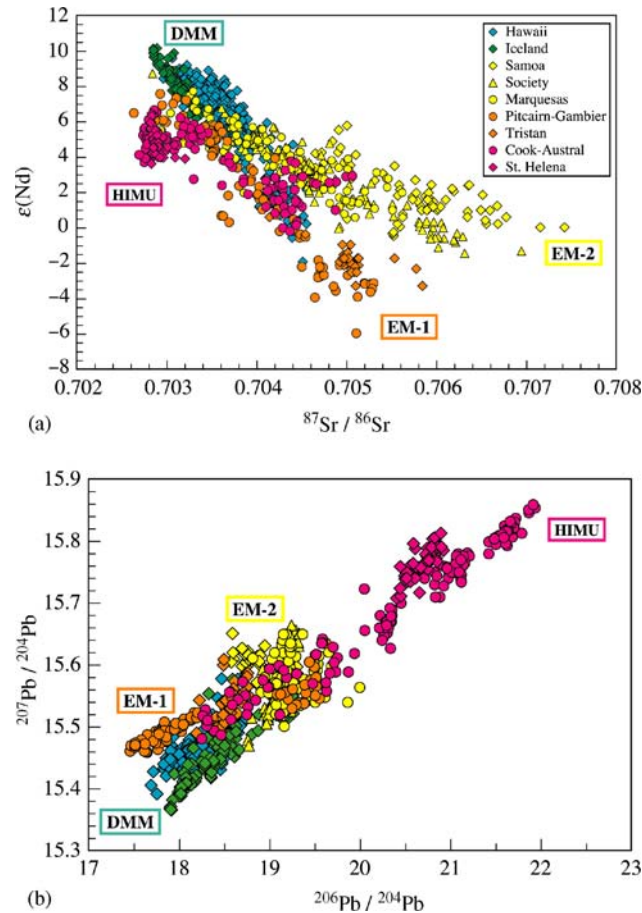 12
10
8
6
4
2
0
−2
−4
−6
−8
ε(Nd)
DMM
HIMU
EM-2
EM-1
Hawaii
Iceland
Samoa
Society
Marquesas
Pitcairn-Gambier
Tristan
Cook-Austral
St. Helena
0.702 0.703 0.704 0.705 0.706 0.707 0.708
(a) ⁸⁷Sr / ⁸⁶Sr
15.9
15.8
15.7
15.6
15.5
15.4
15.3
²⁰⁷Pb / ²⁰⁴Pb
HIMU
EM-2
EM-1
DMM
17 18 19 20 21 22 23
(b) ²⁰⁶Pb / ²⁰⁴Pb